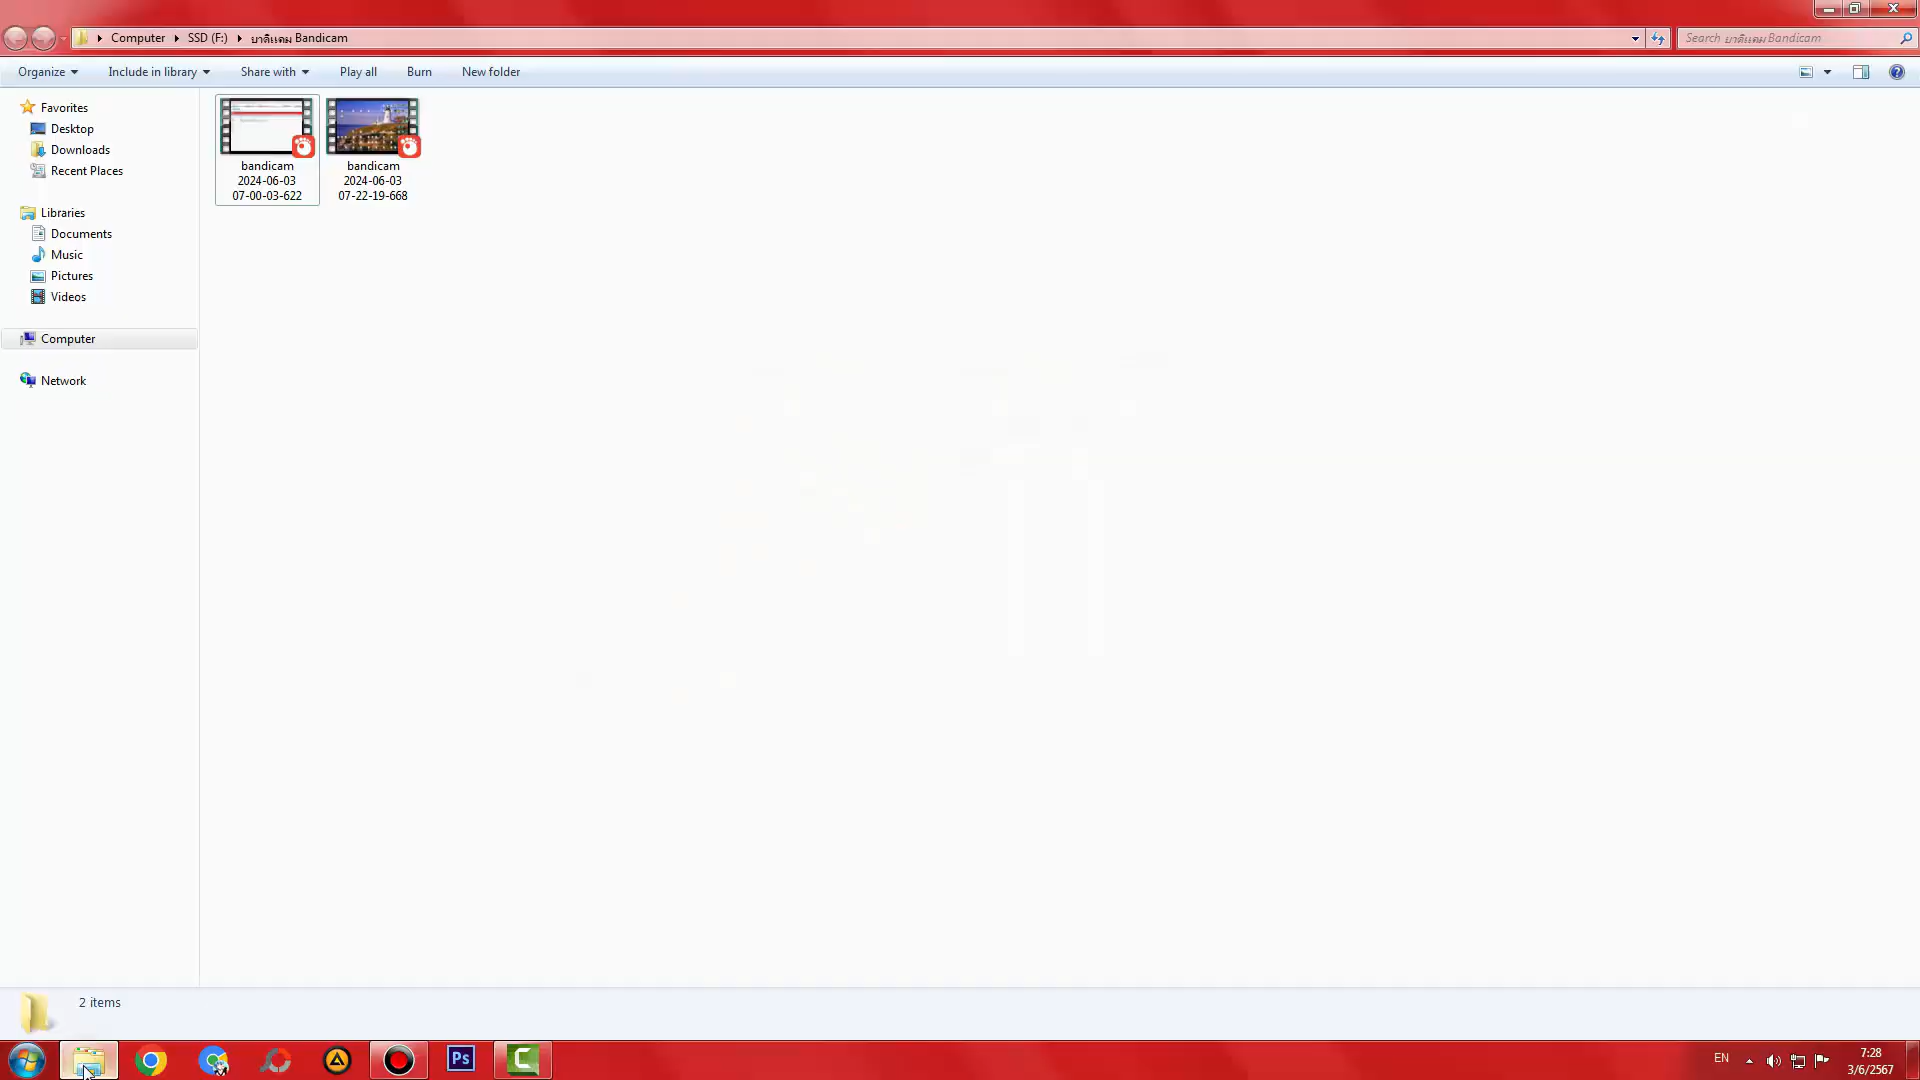 Computer SSD (F:) บาดิแคม Bandicam
Search บาดิแคม Bandicam
Organize Include in library Share with Play all Burn New folder
Favorites
Desktop
Downloads
Recent Places
Libraries
Documents
Music
Pictures
Videos
Computer
Network
bandicam
2024-06-03
07-00-03-622
bandicam
2024-06-03
07-22-19-668
2 items
Ps
EN
7:28
3/6/2567